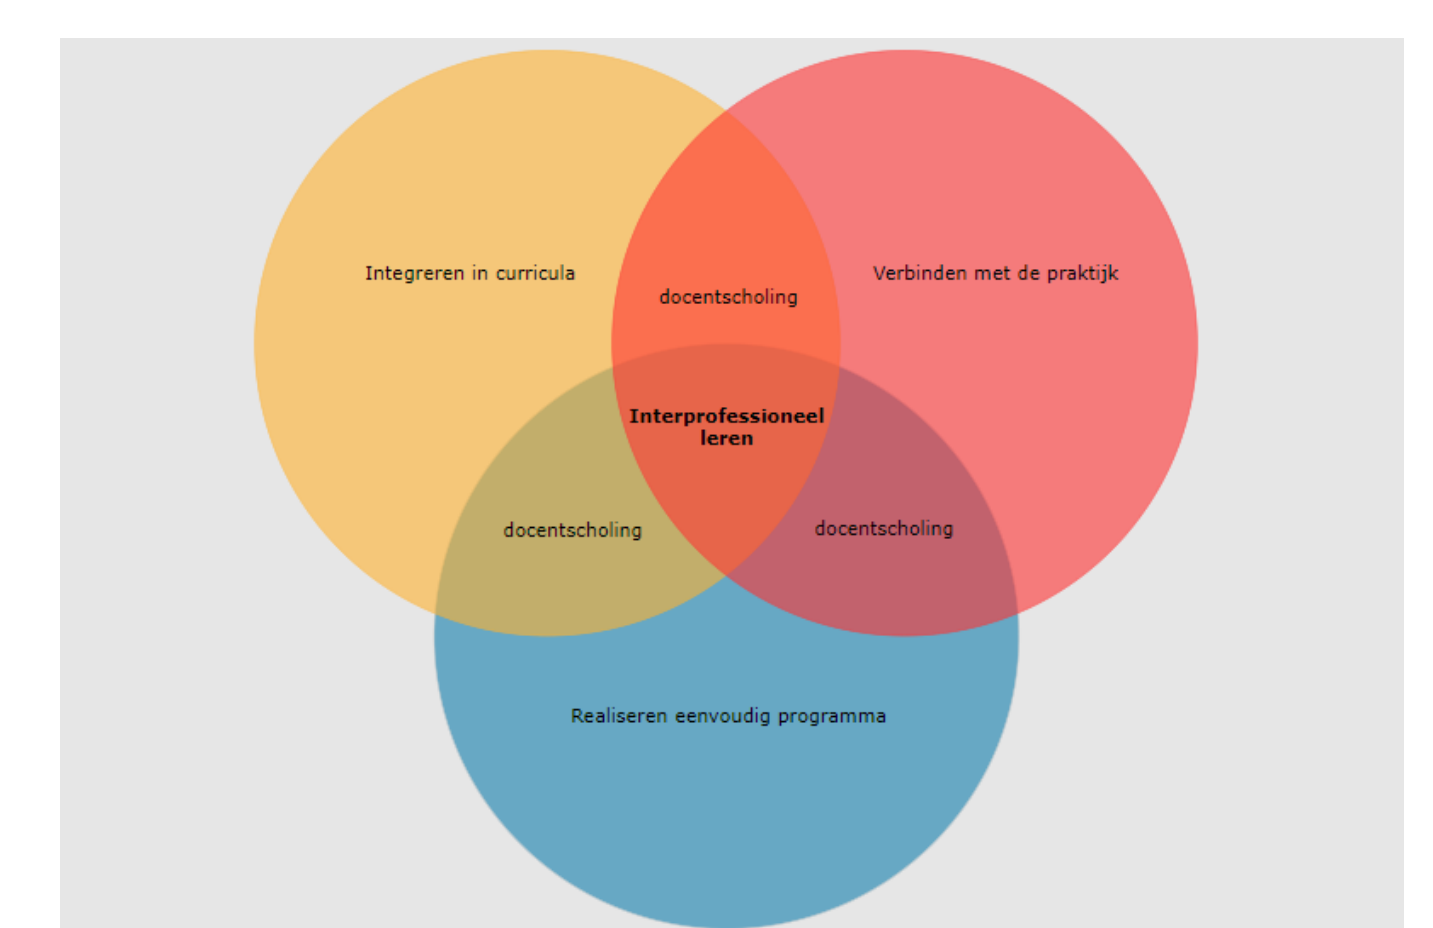 Integreren in curricula
Verbinden met de praktijk
docentscholing
Interprofessioneel
leren
docentscholing
docentscholing
Realiseren eenvoudig programma